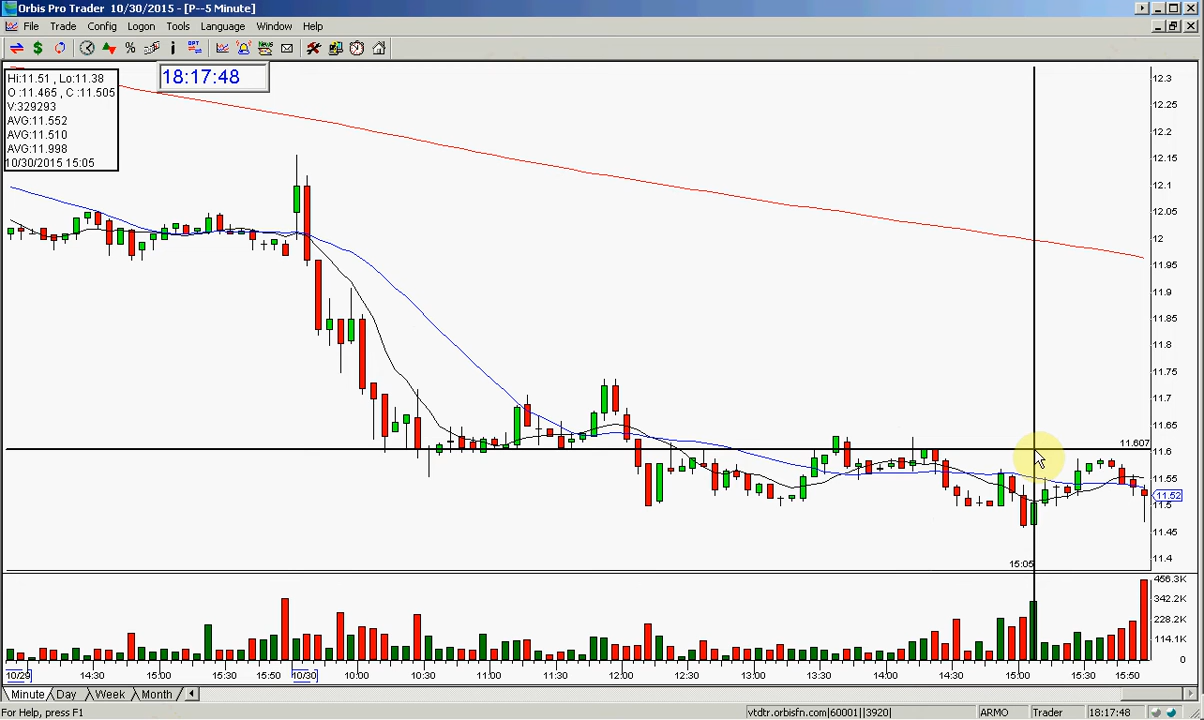 Orbis Pro Trader 10/30/2015 - [P--5 Minute]
File Trade Config Logon Tools Language Window Help
Hi:11.51 , Lo:11.38
O :11.465, C :11.505
V:329293
AVG:11.552
AVG:11.510
AVG:11.998
10/30/2015 15:05
18:17:48
12.3
12.25
12.2
12.15
12.1
12.05
12
11.95
11.9
11.85
11.8
11.75
11.7
11.65
11.607
11.6
11.55
11.52
11.5
11.45
11.4
15:05
456.3K
342.2K
228.2K
114.1K
0
10/29 14:30 15:00 15:30 10/30 10:00 10:30 11:00 11:30 12:00 12:30 13:00 13:30 14:00 14:30 15:00 15:30 15:50
Minute Day Week Month
For Help, press F1 vtdtr.orbisfn.com|60001||3920| ARMO Trader 18:17:48